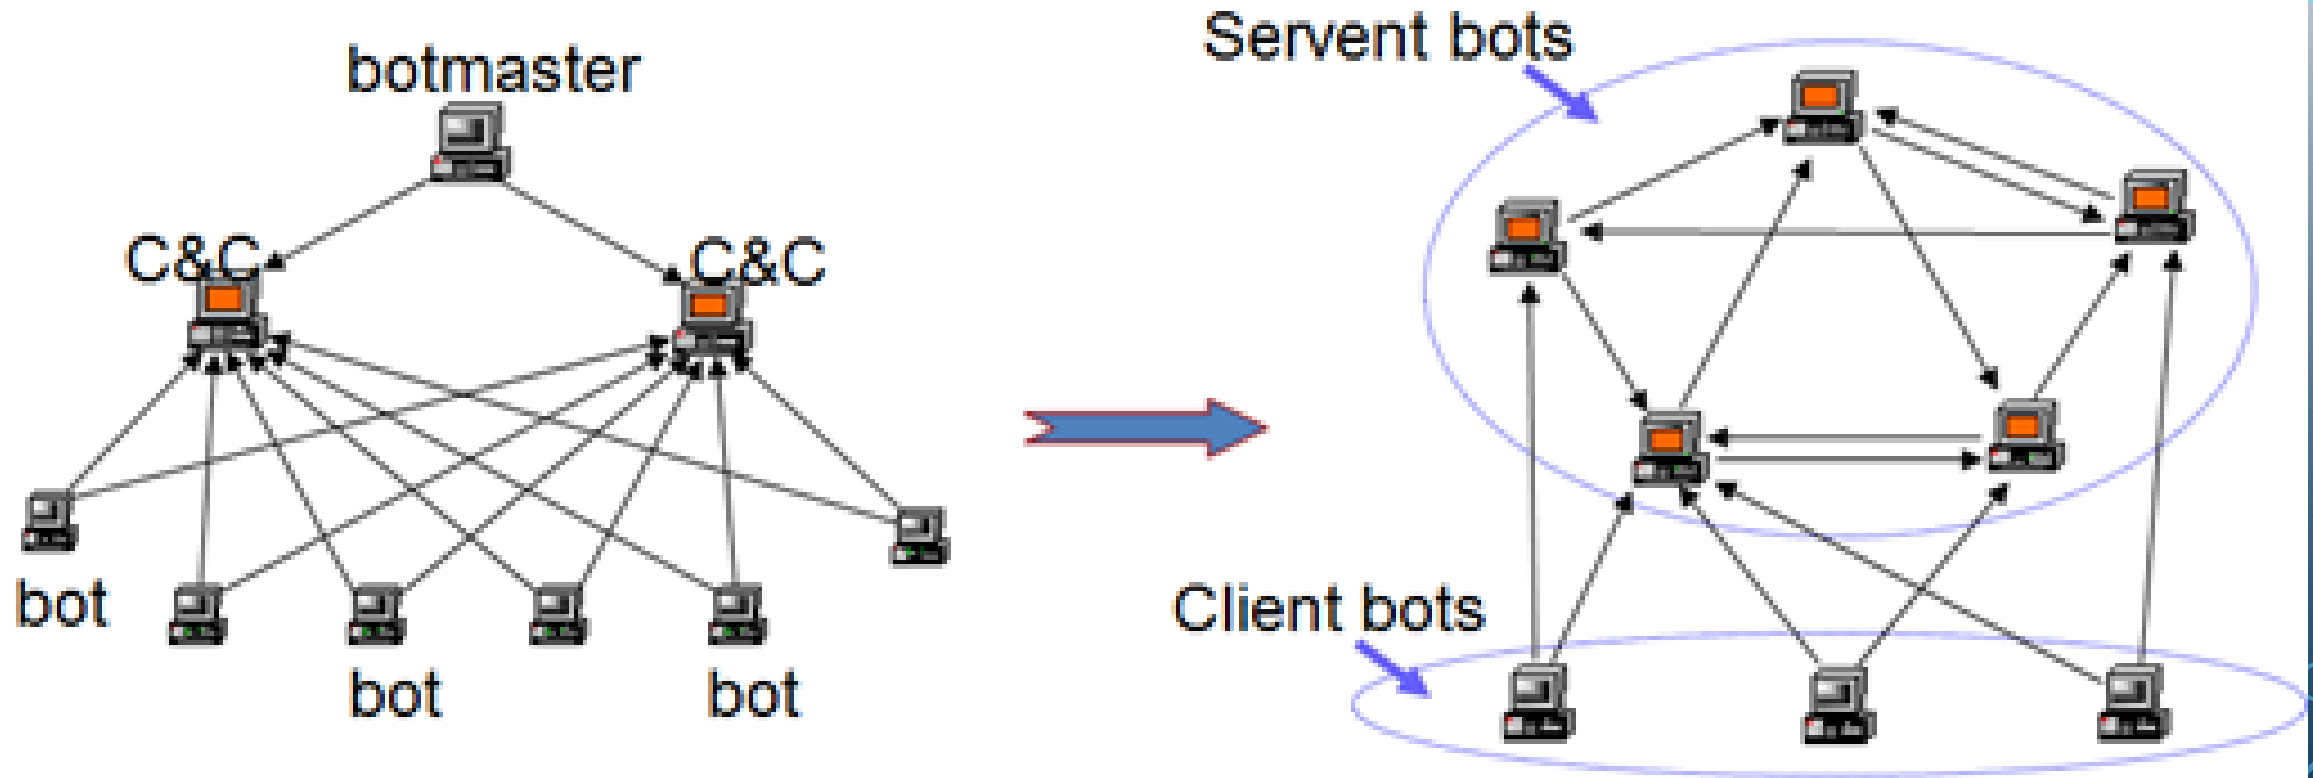 botmaster
C&C
C&C
bot
bot
bot
Servent bots
Client bots